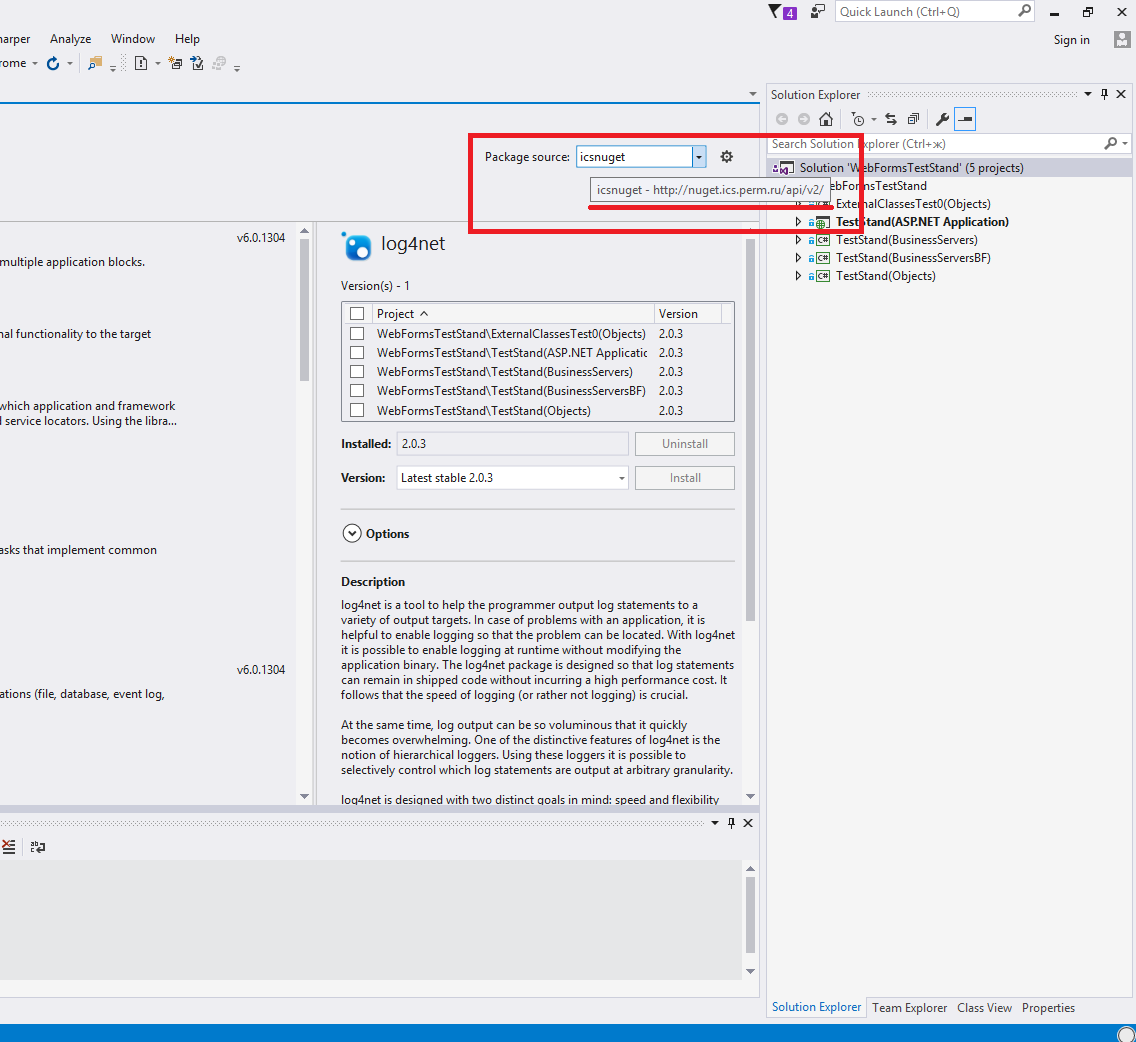 4
Quick Launch (Ctrl+Q)
harper Analyze Window Help
Sign in
rome
Solution Explorer
Search Solution Explorer (Ctrl+ж)
Package source: icsnuget
icsnuget - http://nuget.ics.perm.ru/api/v2/
Solution 'WebFormsTestStand' (5 projects)
ebFormsTestStand
ExternalClassesTest0(Objects)
TestStand(ASP.NET Application)
TestStand(BusinessServers)
TestStand(BusinessServersBF)
TestStand(Objects)
v6.0.1304
multiple application blocks.
nal functionality to the target
which application and framework
l service locators. Using the libra...
asks that implement common
v6.0.1304
ations (file, database, event log,
log4net
Version(s) - 1
Project Version
WebFormsTestStand\ExternalClassesTest0(Objects) 2.0.3
WebFormsTestStand\TestStand(ASP.NET Applicatic 2.0.3
WebFormsTestStand\TestStand(BusinessServers) 2.0.3
WebFormsTestStand\TestStand(BusinessServersBF) 2.0.3
WebFormsTestStand\TestStand(Objects) 2.0.3
Installed: 2.0.3 Uninstall
Version: Latest stable 2.0.3 Install
Options
Description
log4net is a tool to help the programmer output log statements to a
variety of output targets. In case of problems with an application, it is
helpful to enable logging so that the problem can be located. With log4net
it is possible to enable logging at runtime without modifying the
application binary. The log4net package is designed so that log statements
can remain in shipped code without incurring a high performance cost. It
follows that the speed of logging (or rather not logging) is crucial.
At the same time, log output can be so voluminous that it quickly
becomes overwhelming. One of the distinctive features of log4net is the
notion of hierarchical loggers. Using these loggers it is possible to
selectively control which log statements are output at arbitrary granularity.
log4net is designed with two distinct goals in mind: speed and flexibility
Solution Explorer Team Explorer Class View Properties